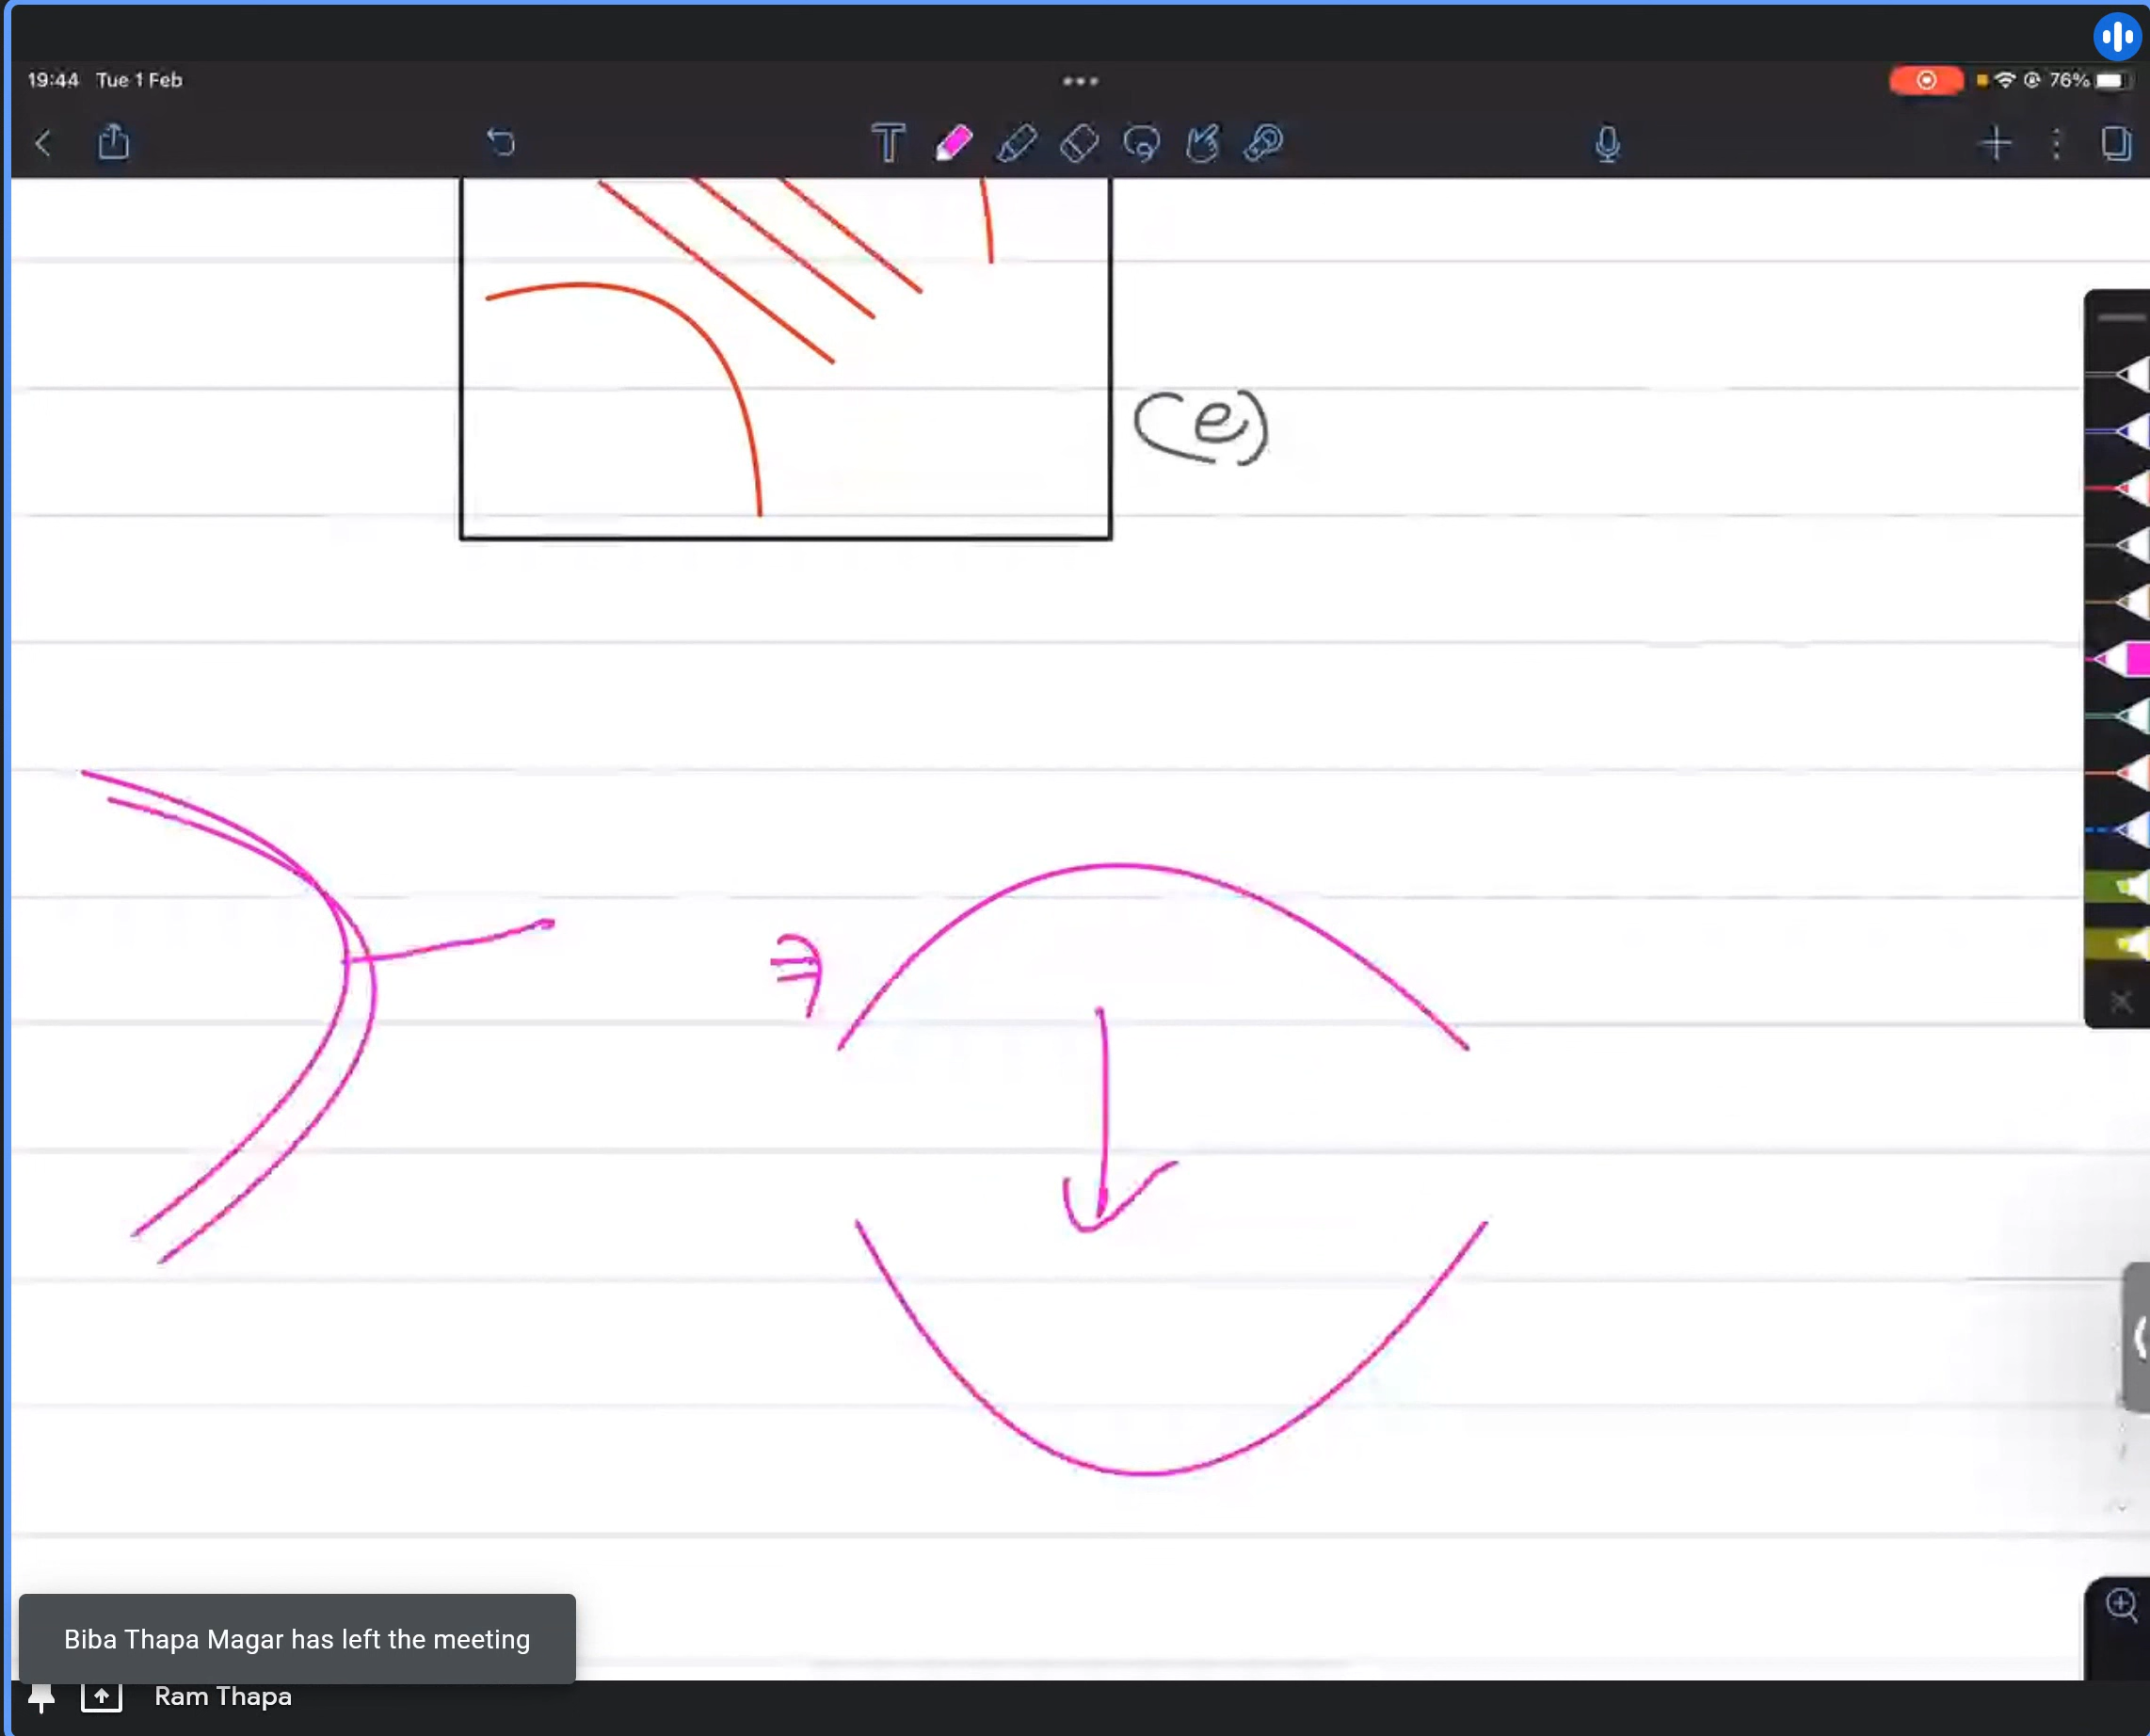 19:44 Tue 1 Feb
76%
T
(e)
Biba Thapa Magar has left the meeting
Ram Thapa